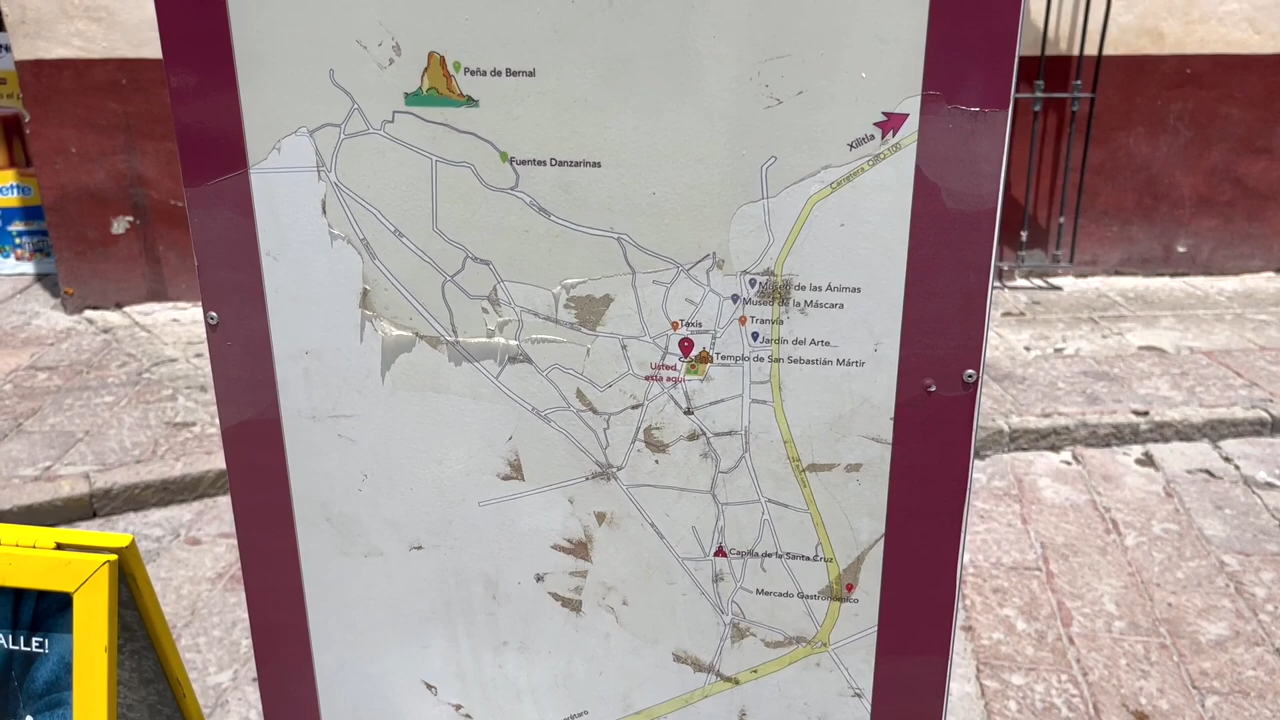 Peña de Bernal
Fuentes Danzarinas
Xilitla
Carretera QRO-100
Museo de las Ánimas
Museo de la Máscara
Taxis
Tranvía
Jardín del Arte
Usted
está aquí
Templo de San Sebastián Mártir
Capilla de la Santa Cruz
Mercado Gastronómico
ette
ALLE!